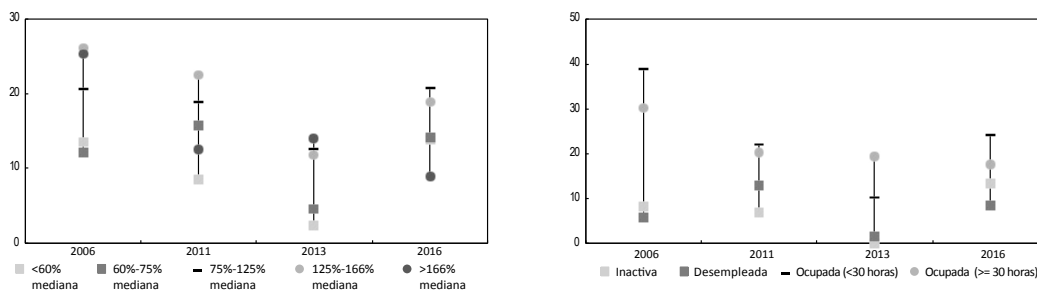 30
20
10
0
2006 2011 2013 2016
<60% mediana
60%-75% mediana
75%-125% mediana
125%-166% mediana
>166% mediana
50
40
30
20
10
0
2006 2011 2013 2016
Inactiva Desempleada Ocupada (<30 horas) Ocupada (>= 30 horas)